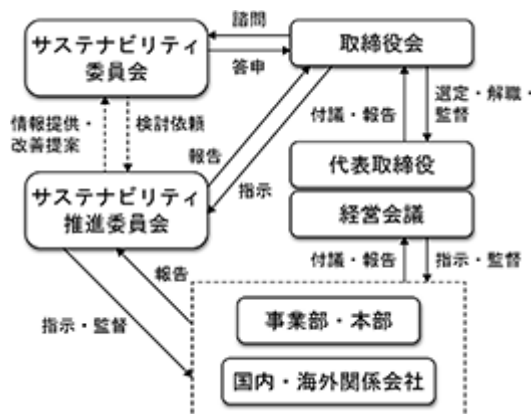 サステナビリティ
委員会
諮問
答申
取締役会
情報提供・
改善提案
検討依頼
報告
指示
付議・報告
選定・解職・
監督
代表取締役
経営会議
サステナビリティ
推進委員会
付議・報告
指示・監督
報告
指示・監督
事業部・本部
国内・海外関係会社